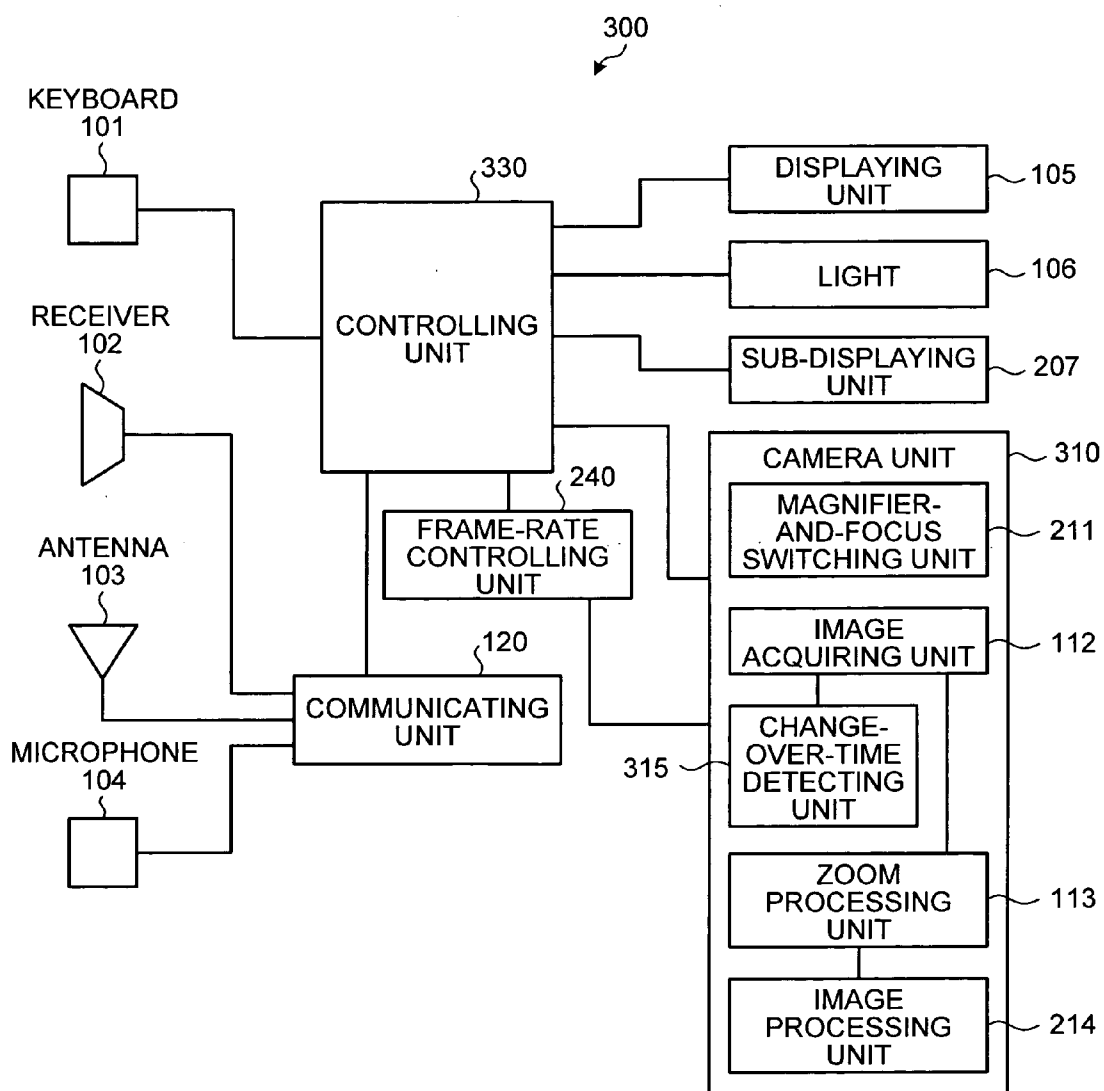 300
KEYBOARD
101
330
DISPLAYING
UNIT
105
LIGHT
106
RECEIVER
102
CONTROLLING
UNIT
SUB-DISPLAYING
UNIT
207
CAMERA UNIT
310
240
MAGNIFIER-
AND-FOCUS
SWITCHING UNIT
211
FRAME-RATE
CONTROLLING
UNIT
ANTENNA
103
IMAGE
ACQUIRING UNIT
112
120
COMMUNICATING
UNIT
CHANGE-
OVER-TIME
DETECTING
UNIT
315
MICROPHONE
104
ZOOM
PROCESSING
UNIT
113
IMAGE
PROCESSING
UNIT
214